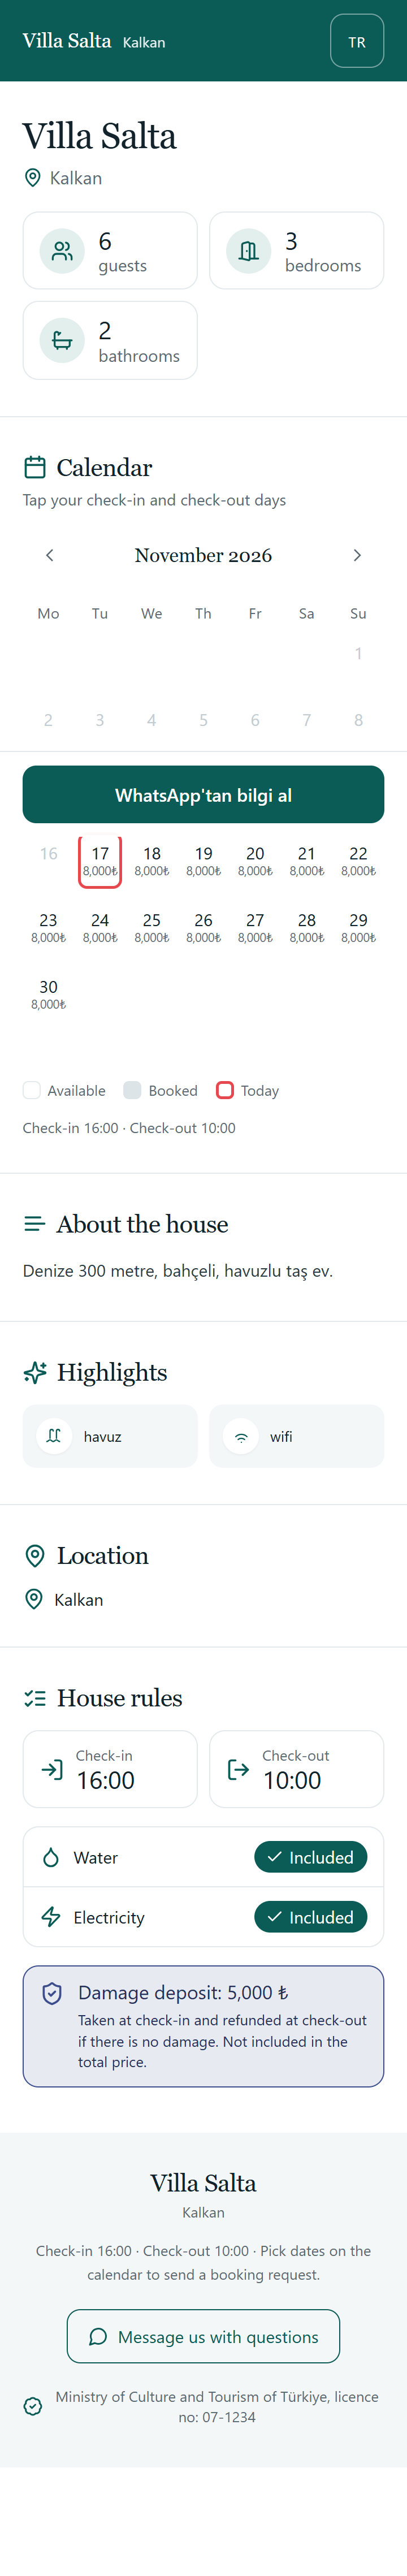 Villa Salta Kalkan TR
Villa Salta
Kalkan
6
guests
3
bedrooms
2
bathrooms
Calendar
Tap your check-in and check-out days
November 2026
Mo Tu We Th Fr Sa Su
1
2 3 4 5 6 7 8
WhatsApp'tan bilgi al
16 17 18 19 20 21 22
8,000₺ 8,000₺ 8,000₺ 8,000₺ 8,000₺ 8,000₺
23 24 25 26 27 28 29
8,000₺ 8,000₺ 8,000₺ 8,000₺ 8,000₺ 8,000₺ 8,000₺
30
8,000₺
Available Booked Today
Check-in 16:00 · Check-out 10:00
About the house
Denize 300 metre, bahçeli, havuzlu taş ev.
Highlights
havuz
wifi
Location
Kalkan
House rules
Check-in
16:00
Check-out
10:00
Water Included
Electricity Included
Damage deposit: 5,000 ₺
Taken at check-in and refunded at check-out
if there is no damage. Not included in the
total price.
Villa Salta
Kalkan
Check-in 16:00 · Check-out 10:00 · Pick dates on the
calendar to send a booking request.
Message us with questions
Ministry of Culture and Tourism of Türkiye, licence
no: 07-1234